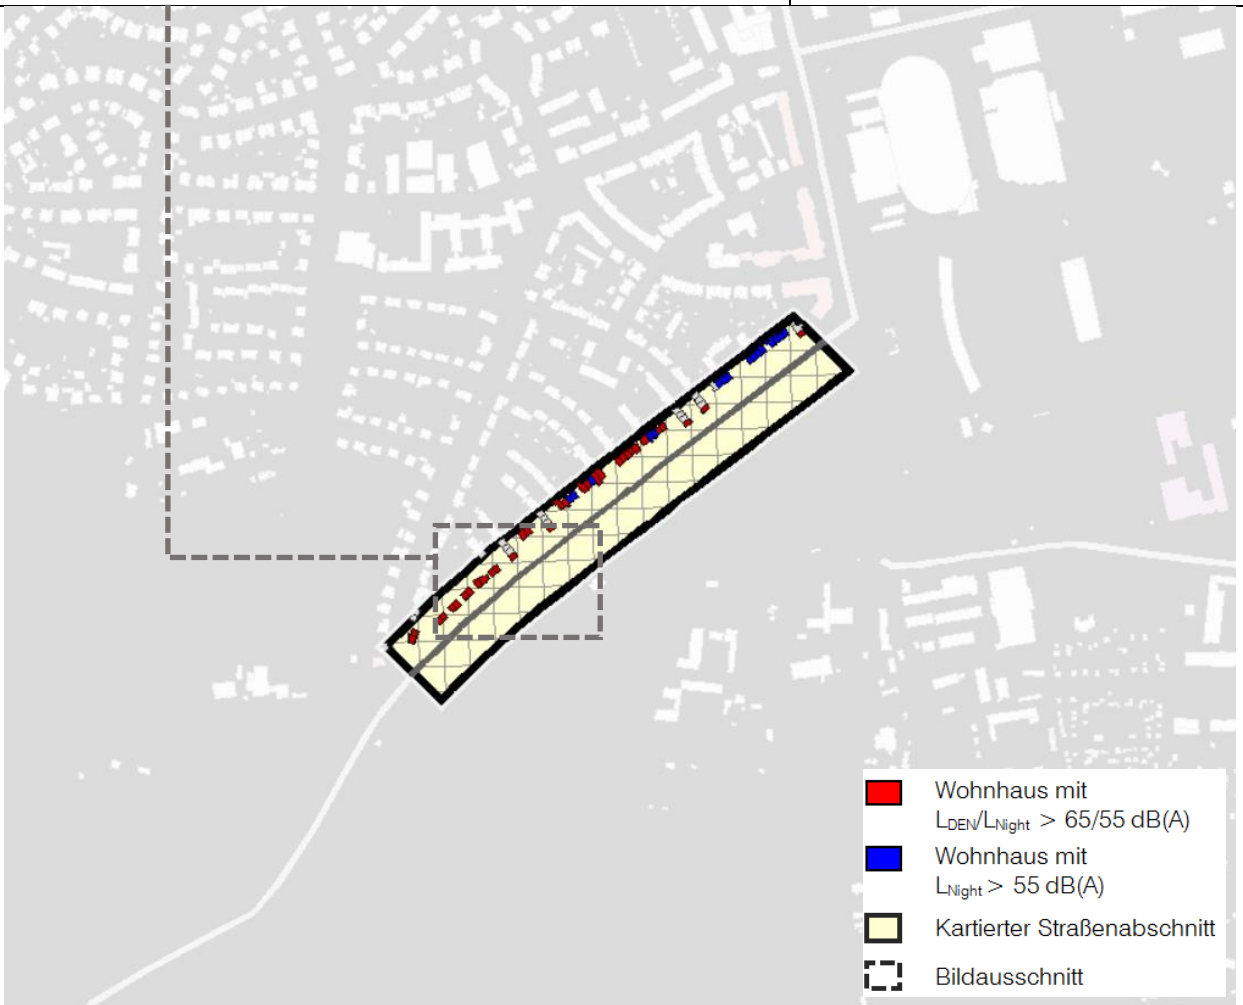 Wohnhaus mit
LDEN/LNight > 65/55 dB(A)
Wohnhaus mit
LNight > 55 dB(A)
Kartierter Straßenabschnitt
Bildausschnitt